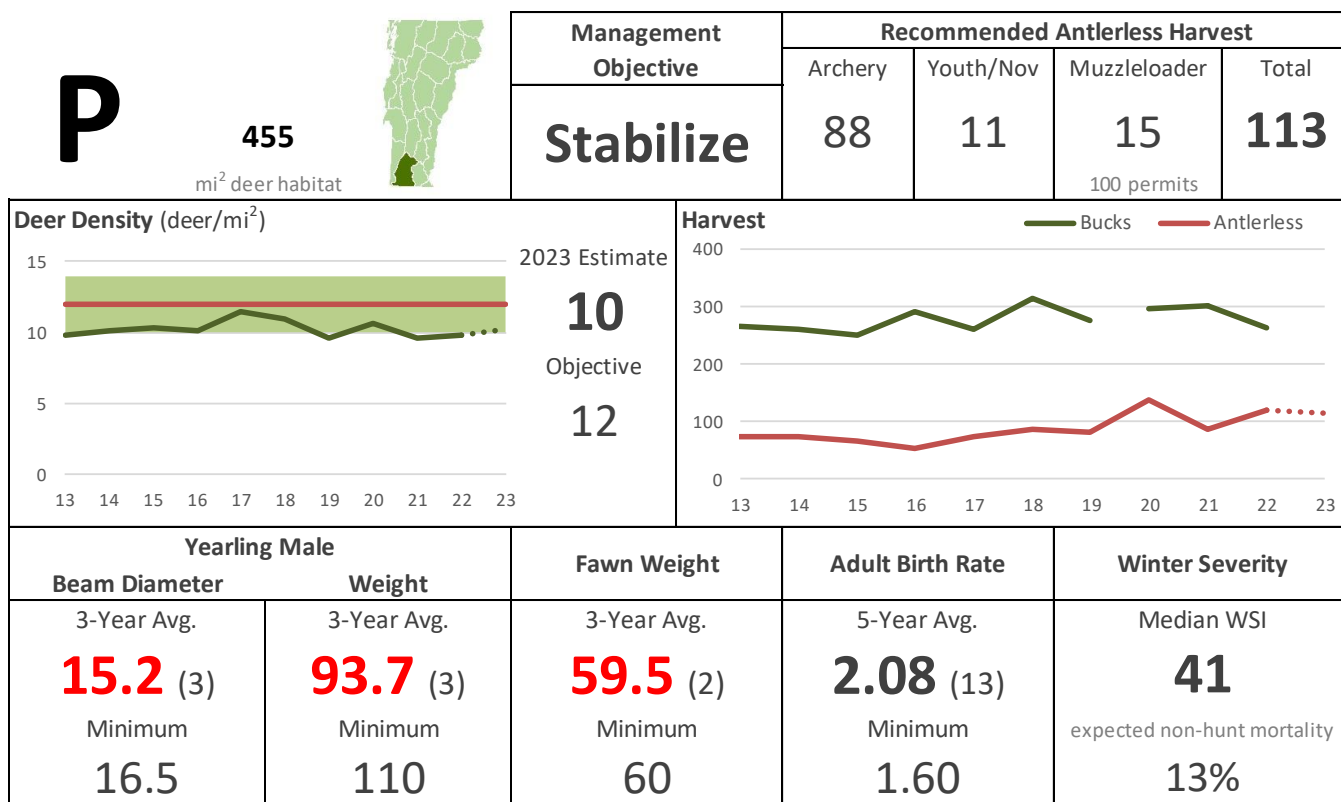 P
455
mi² deer habitat
Management
Objective
Stabilize
Recommended Antlerless Harvest
Archery Youth/Nov Muzzleloader Total
88 11 15 113
100 permits
Deer Density (deer/mi²)
15
10
5
0
13 14 15 16 17 18 19 20 21 22 23
2023 Estimate
10
Objective
12
Harvest
Bucks Antlerless
400
300
200
100
0
13 14 15 16 17 18 19 20 21 22 23
Yearling Male
Beam Diameter Weight
Fawn Weight
Adult Birth Rate
Winter Severity
3-Year Avg. 3-Year Avg. 3-Year Avg. 5-Year Avg. Median WSI
15.2 (3) 93.7 (3) 59.5 (2) 2.08 (13) 41
Minimum Minimum Minimum Minimum expected non-hunt mortality
16.5 110 60 1.60 13%